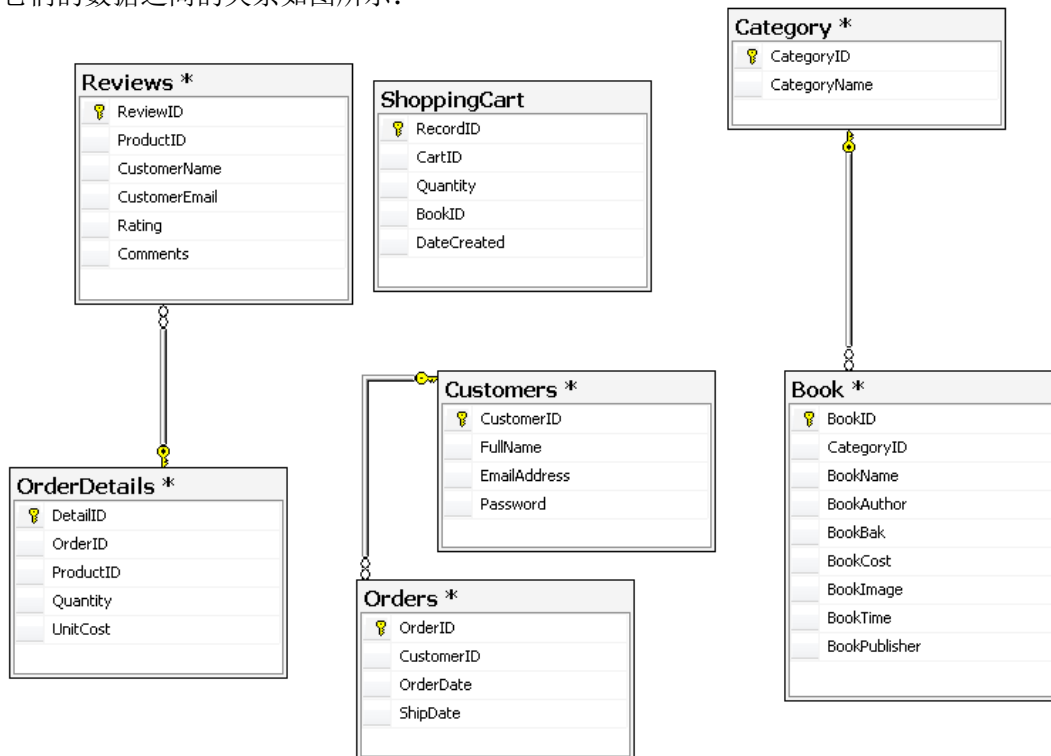 它们的数据之间的关系如图所示：
Category *
CategoryID
CategoryName
Reviews *
ReviewID
ProductID
CustomerName
CustomerEmail
Rating
Comments
ShoppingCart
RecordID
CartID
Quantity
BookID
DateCreated
Customers *
CustomerID
FullName
EmailAddress
Password
Book *
BookID
CategoryID
BookName
BookAuthor
BookBak
BookCost
BookImage
BookTime
BookPublisher
OrderDetails *
DetailID
OrderID
ProductID
Quantity
UnitCost
Orders *
OrderID
CustomerID
OrderDate
ShipDate